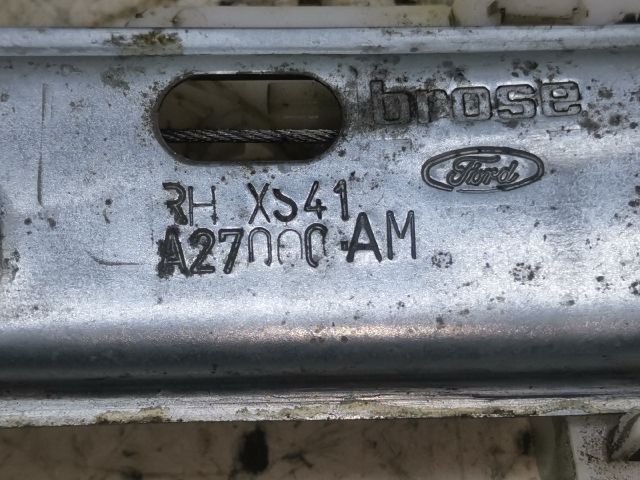 brose
Ford
RH XS41
A27000-AM